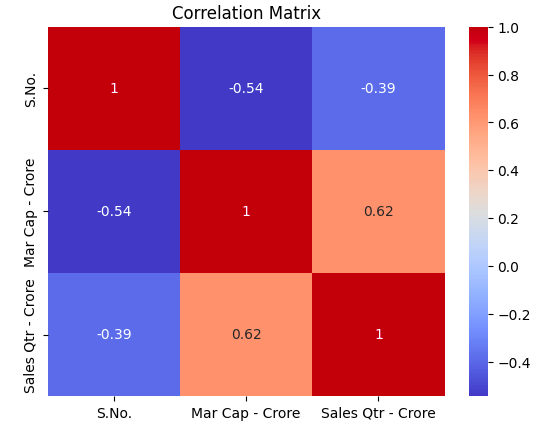 Correlation Matrix
S.No.
1
-0.54
-0.39
Mar Cap - Crore
-0.54
1
0.62
Sales Qtr - Crore
-0.39
0.62
1
S.No.
Mar Cap - Crore
Sales Qtr - Crore
1.0
0.8
0.6
0.4
0.2
0.0
−0.2
−0.4